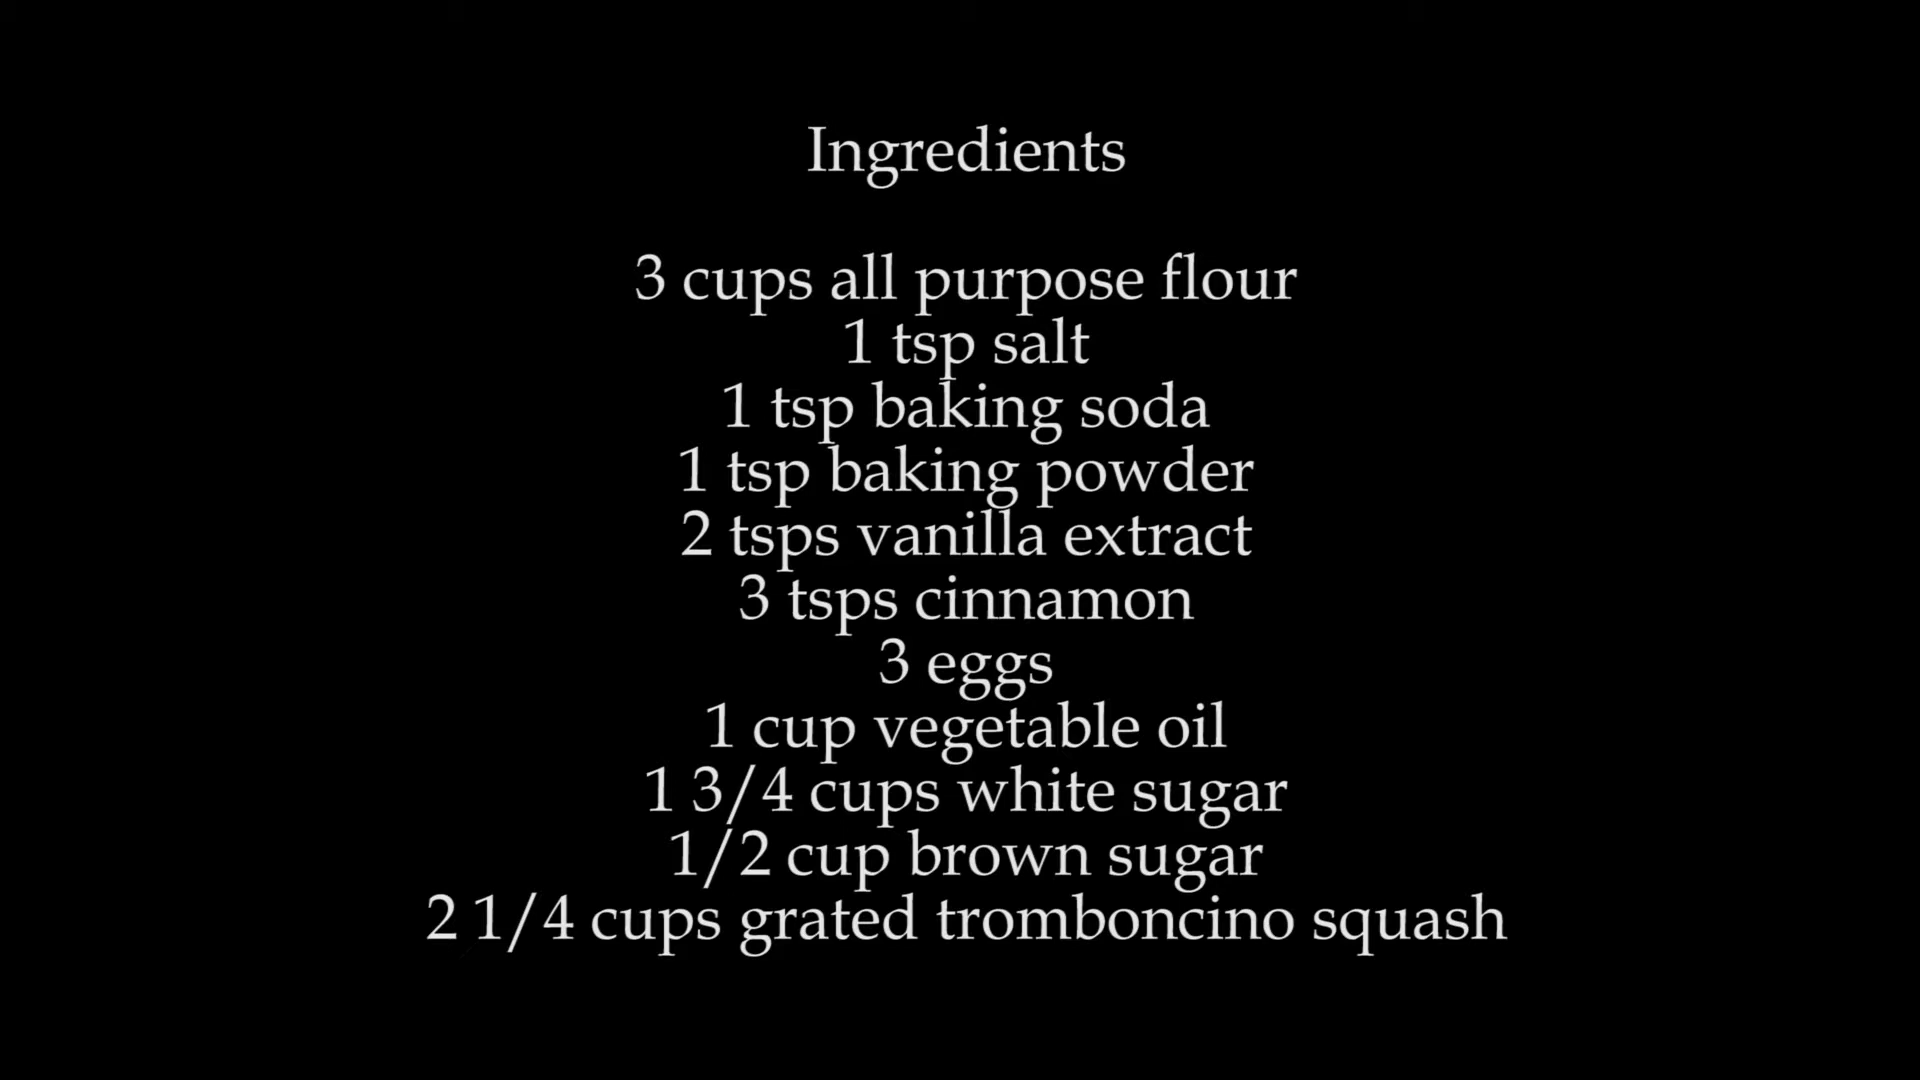 Ingredients
3 cups all purpose flour
1 tsp salt
1 tsp baking soda
1 tsp baking powder
2 tsps vanilla extract
3 tsps cinnamon
3 eggs
1 cup vegetable oil
1 3/4 cups white sugar
1/2 cup brown sugar
2 1/4 cups grated tromboncino squash